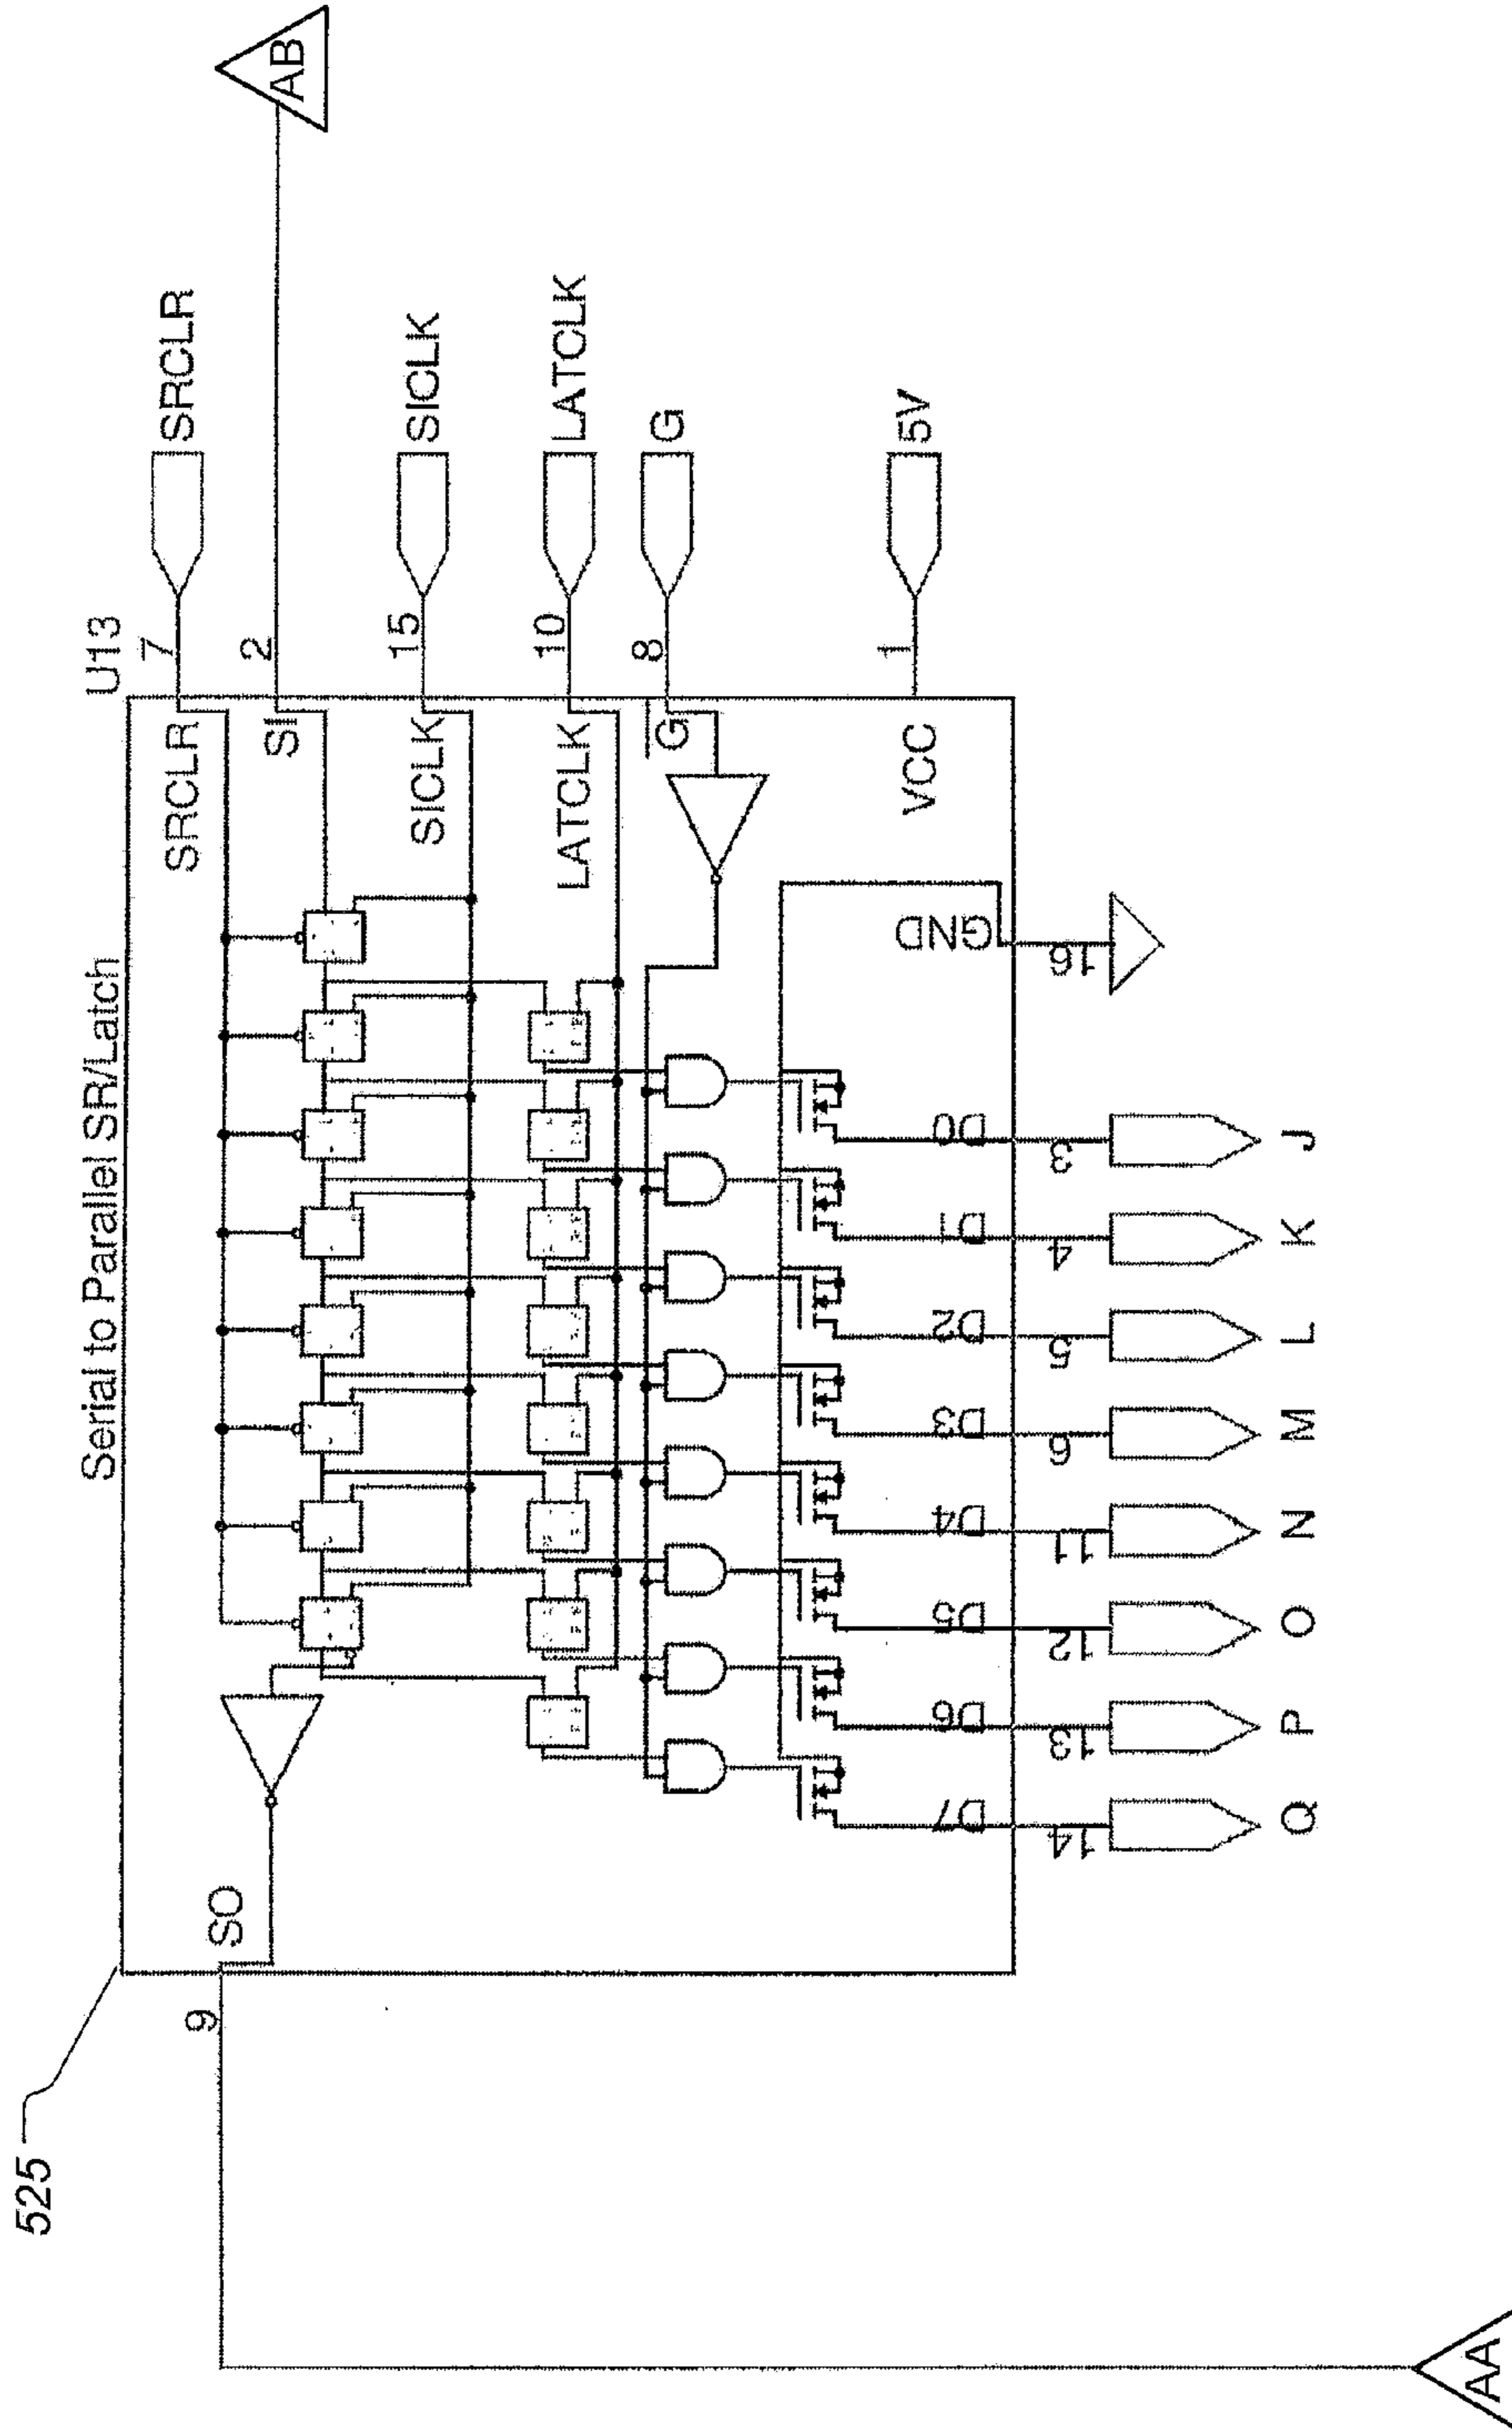 525
Serial to Parallel SR/Latch
U13
AB
AA
9
SO
SRCLR
7
SRCLR
SI
2
SICLK
15
SICLK
LATCLK
10
LATCLK
G
8
G
VCC
1
5V
GND
16
D0
3
J
D1
4
K
D2
5
L
D3
6
M
D4
11
N
D5
12
O
D6
13
P
D7
14
Q